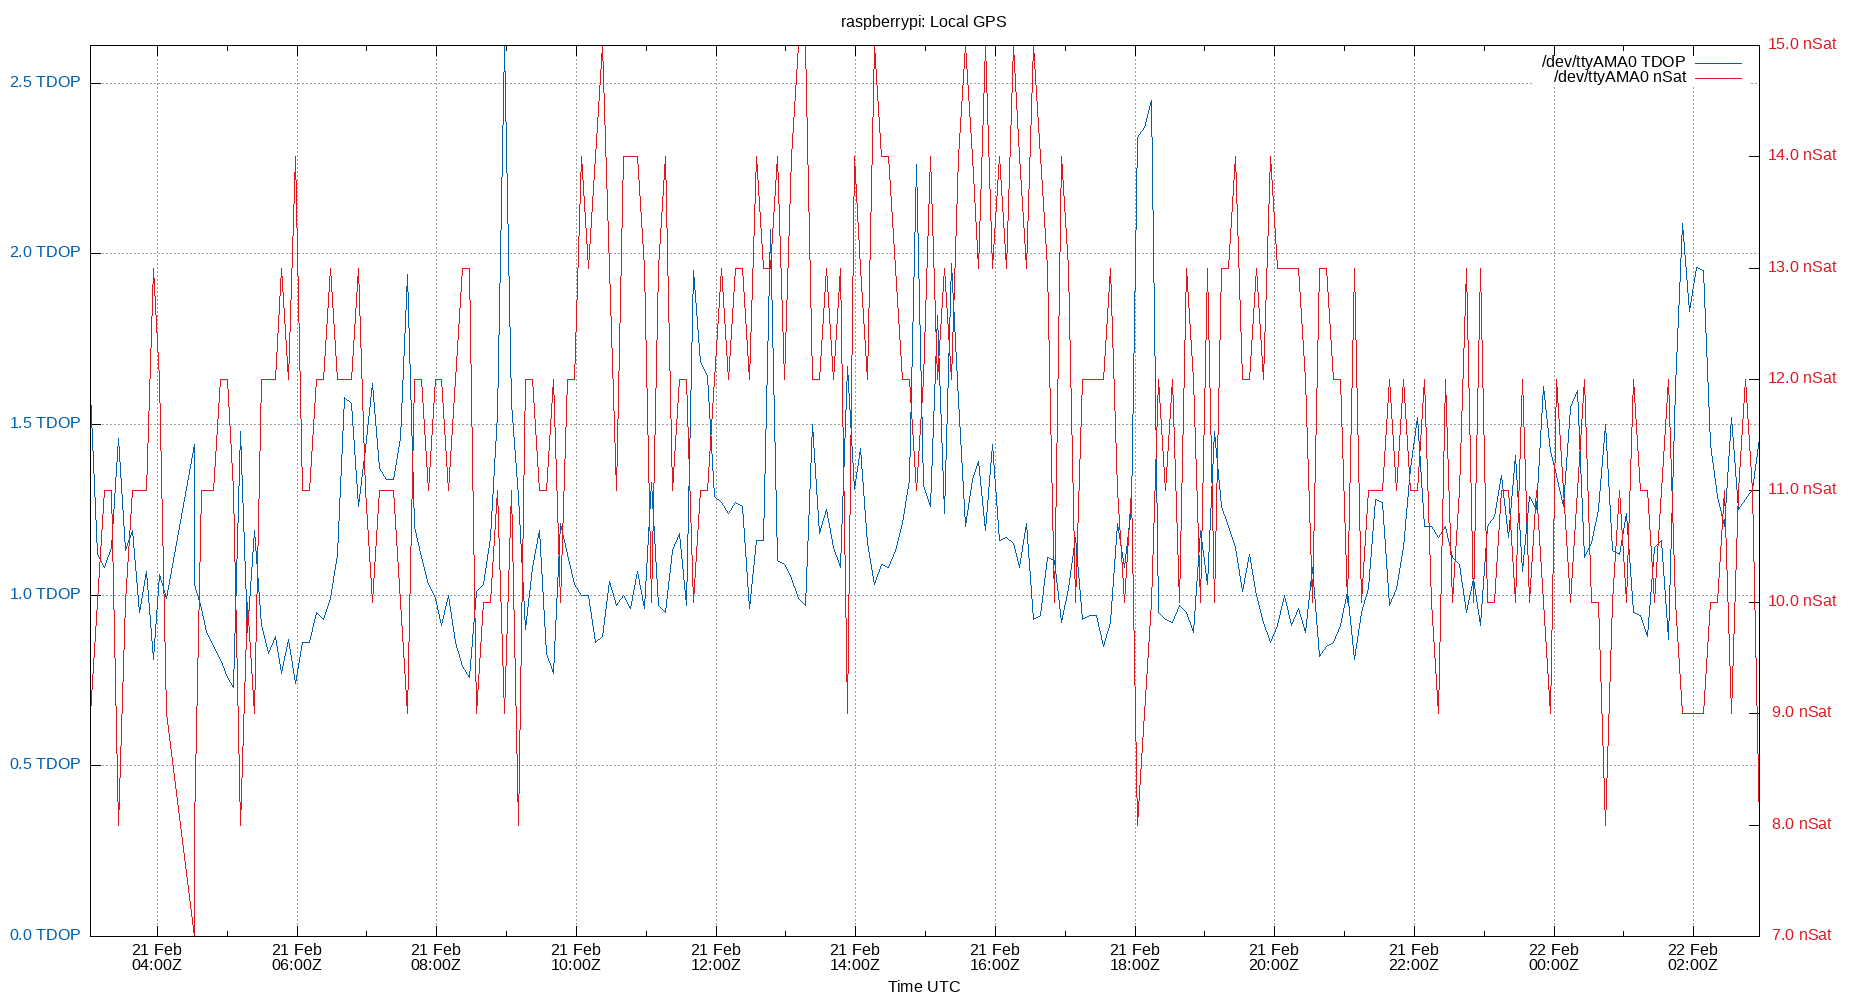 raspberrypi: Local GPS
15.0 nSat
/dev/ttyAMA0 TDOP
/dev/ttyAMA0 nSat
2.5 TDOP
14.0 nSat
2.0 TDOP
13.0 nSat
12.0 nSat
1.5 TDOP
11.0 nSat
1.0 TDOP
10.0 nSat
9.0 nSat
0.5 TDOP
8.0 nSat
0.0 TDOP
7.0 nSat
21 Feb 21 Feb 21 Feb 21 Feb 21 Feb 21 Feb 21 Feb 21 Feb 21 Feb 21 Feb 22 Feb 22 Feb
04:00Z 06:00Z 08:00Z 10:00Z 12:00Z 14:00Z 16:00Z 18:00Z 20:00Z 22:00Z 00:00Z 02:00Z
Time UTC